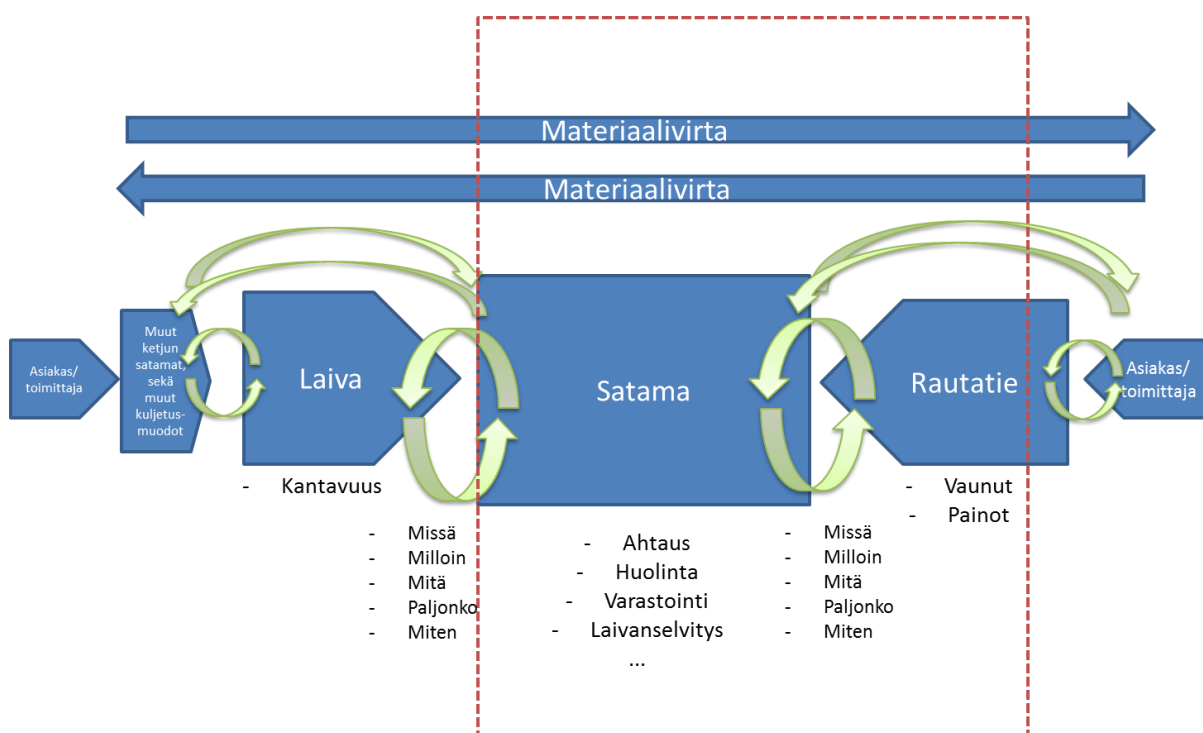 Materiaalivirta
Materiaalivirta
Asiakas/
toimittaja
Muut
ketjun
satamat,
sekä
muut
kuljetus-
muodot
Laiva
Satama
Rautatie
Asiakas/
toimittaja
- Kantavuus
- Missä
- Milloin
- Mitä
- Paljonko
- Miten
- Ahtaus
- Huolinta
- Varastointi
- Laivanselvitys
...
- Missä
- Milloin
- Mitä
- Paljonko
- Miten
- Vaunut
- Painot